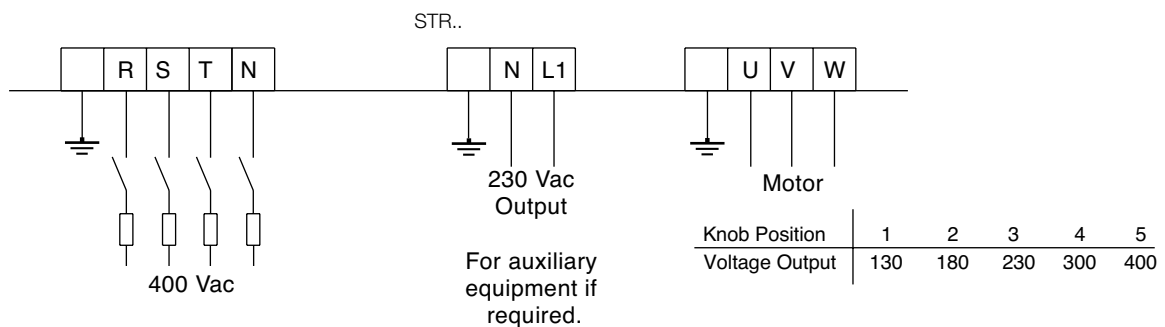 STR..
R S T N
N L1
U V W
400 Vac
230 Vac
Output
For auxiliary
equipment if
required.
Motor
Knob Position 1 2 3 4 5
Voltage Output 130 180 230 300 400